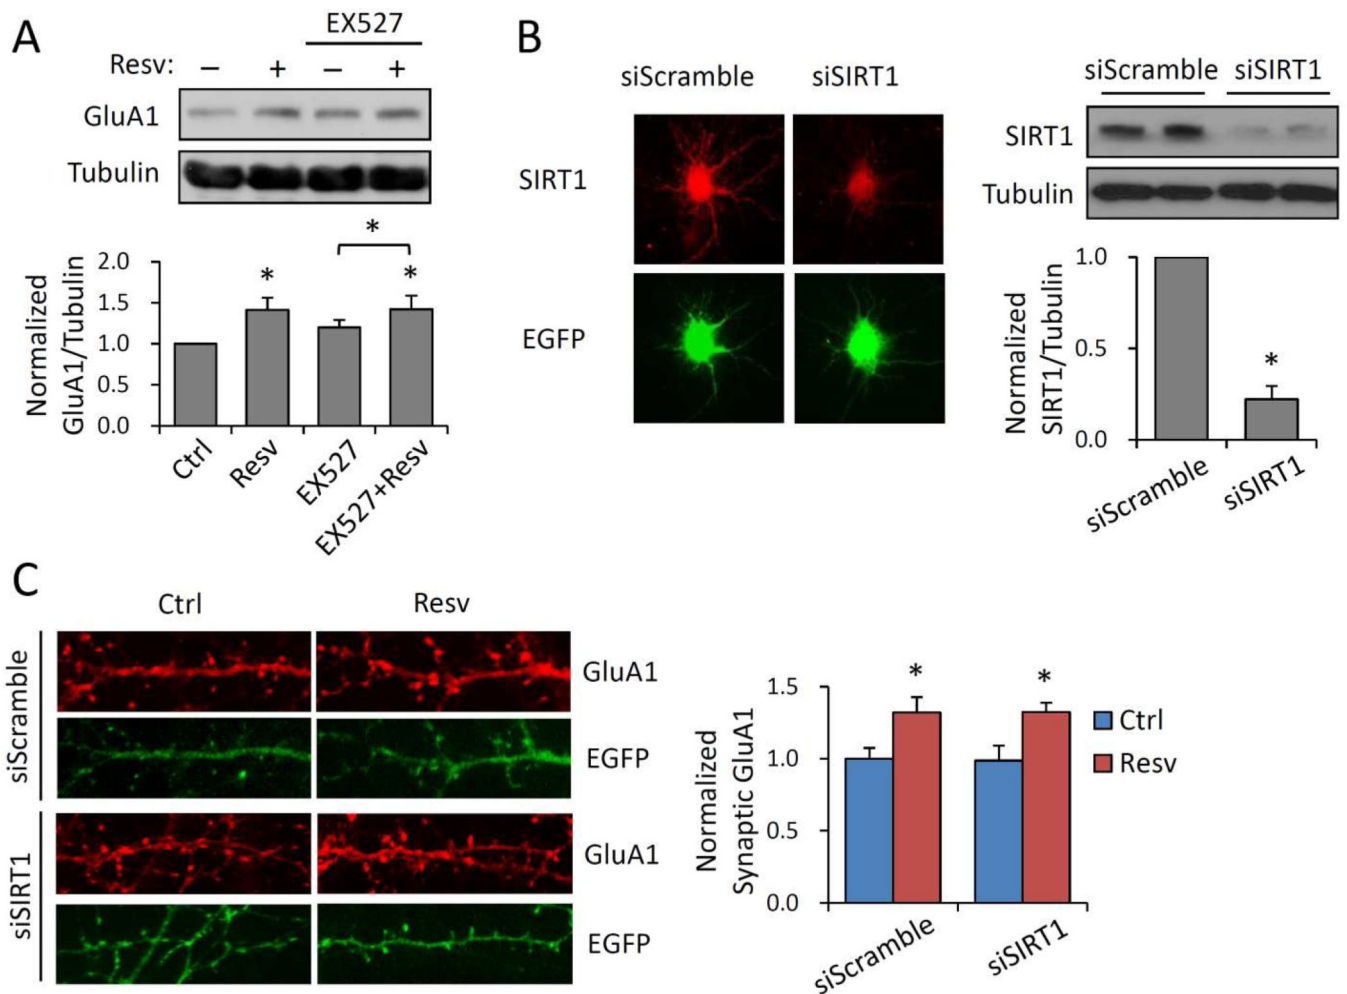 A
EX527
Resv: – + – +
GluA1
Tubulin
*
* *
Normalized
GluA1/Tubulin
2.0
1.5
1.0
0.5
0.0
Ctrl
Resv
EX527
EX527+Resv
B
siScramble siSIRT1
SIRT1
EGFP
siScramble siSIRT1
SIRT1
Tubulin
Normalized
SIRT1/Tubulin
1.0
0.5
0.0
*
siScramble
siSIRT1
C
Ctrl Resv
siScramble
GluA1
EGFP
siSIRT1
GluA1
EGFP
Normalized
Synaptic GluA1
1.5
1.0
0.5
0.0
* *
siScramble
siSIRT1
Ctrl
Resv